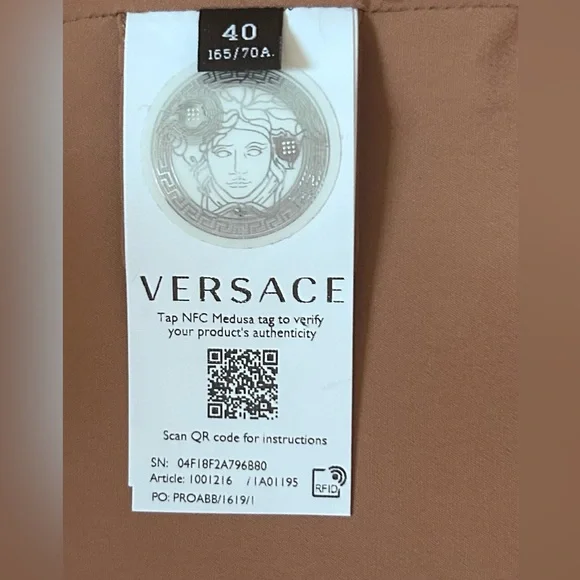 40
165/70A.
VERSACE
Tap NFC Medusa tag to verify
your product's authenticity
Scan QR code for instructions
SN: 04F18F2A796B80
Article: 1001216 /1A01195
PO: PROABB/1619/1
RFID